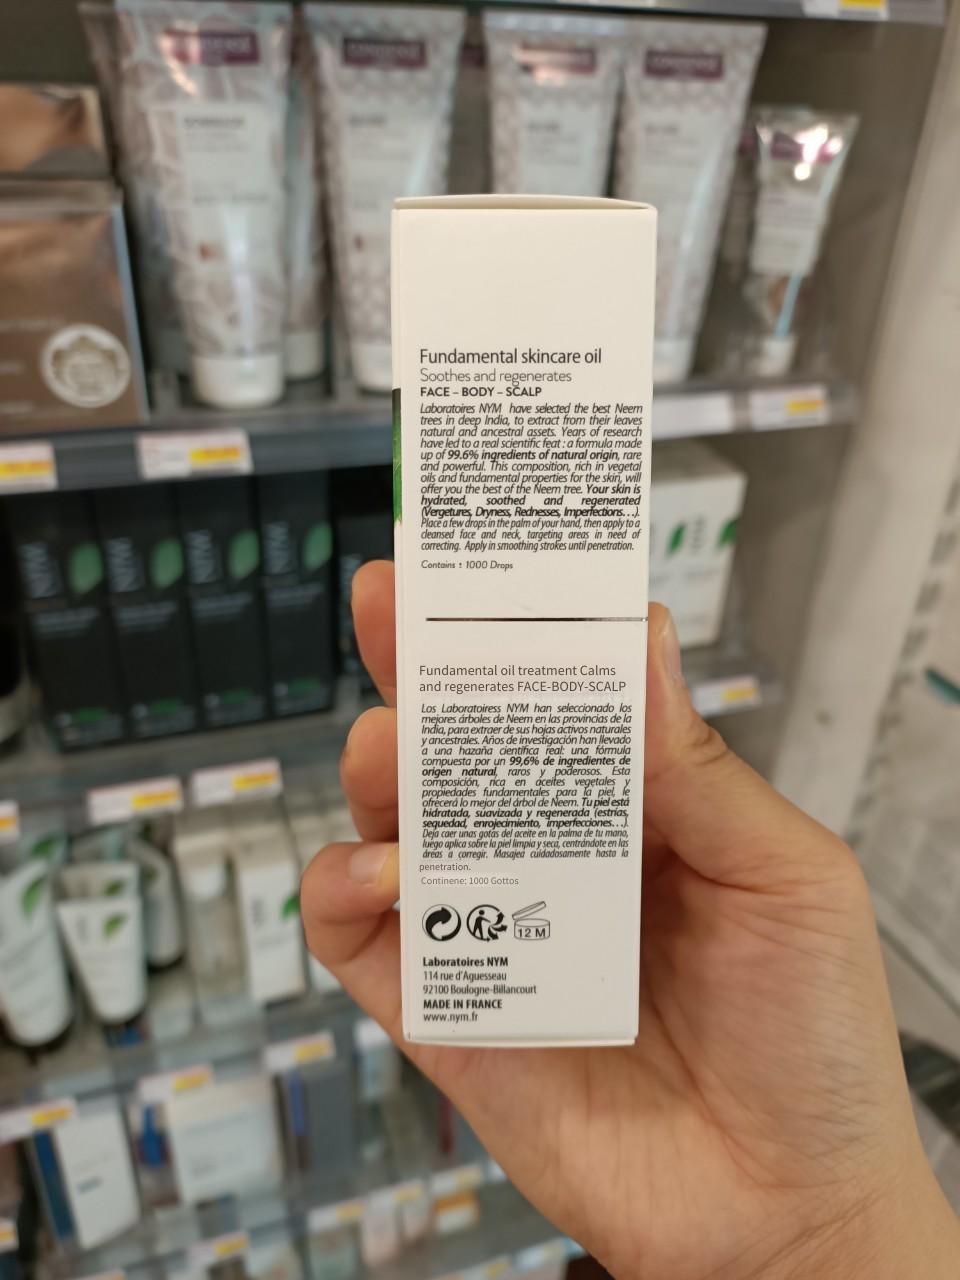 Fundamental skincare oil
Soothes and regenerates
FACE – BODY – SCALP
Laboratoires NYM have selected the best Neem
trees in deep India, to extract from their leaves
natural and ancestral assets. Years of research
have led to a real scientific feat : a formula made
up of 99.6% ingredients of natural origin, rare
and powerful. This composition, rich in vegetal
oils and fundamental properties for the skin, will
offer you the best of the Neem tree. Your skin is
hydrated, soothed and regenerated
(Vergetures, Dryness, Rednesses, Imperfections…).
Place a few drops in the palm of your hand, then apply to a
cleansed face and neck, targeting areas in need of
correcting. Apply in smoothing strokes until penetration.
Contains : 1000 Drops
Fundamental oil treatment Calms
and regenerates FACE-BODY-SCALP
Los Laboratoiress NYM han seleccionado los
mejores árboles de Neem en las provincias de la
India, para extraer de sus hojas activos naturales
y ancestrales. Años de investigación han llevado
a una hazaña científica real: una fórmula
compuesta por un 99,6% de ingredientes de
origen natural, raros y poderosos. Esta
composición, rica en aceites vegetales y
propiedades fundamentales para la piel, le
ofrecerá lo mejor del árbol de Neem. Tu piel está
hidratada, suavizada y regenerada (estrías,
sequedad, enrojecimiento, imperfecciones…).
Deja caer unas gotas del aceite en la palma de tu mano,
luego aplica sobre la piel limpia y seca, centrándote en las
áreas a corregir. Masajea cuidadosamente hasta la
penetration.
Continene: 1000 Gottos
12 M
Laboratoires NYM
114 rue d'Aguesseau
92100 Boulogne-Billancourt
MADE IN FRANCE
www.nym.fr
NYM
NYM
NYM
NYM